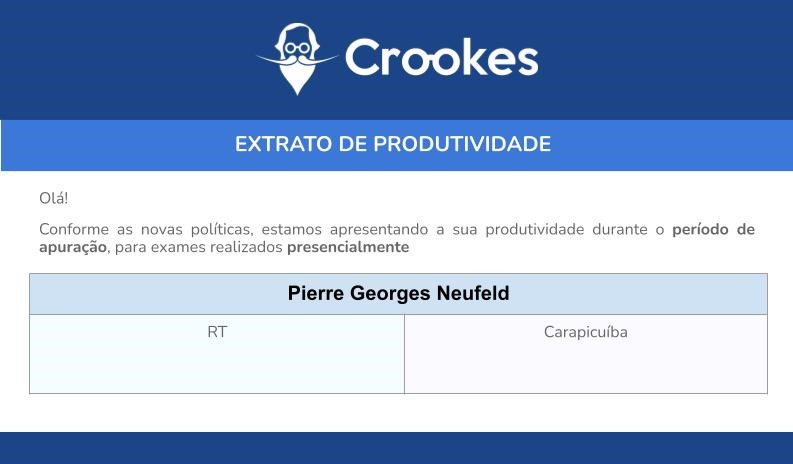 Crookes
EXTRATO DE PRODUTIVIDADE
Olá!
Conforme as novas políticas, estamos apresentando a sua produtividade durante o período de
apuração, para exames realizados presencialmente
Pierre Georges Neufeld
RT
Carapicuíba